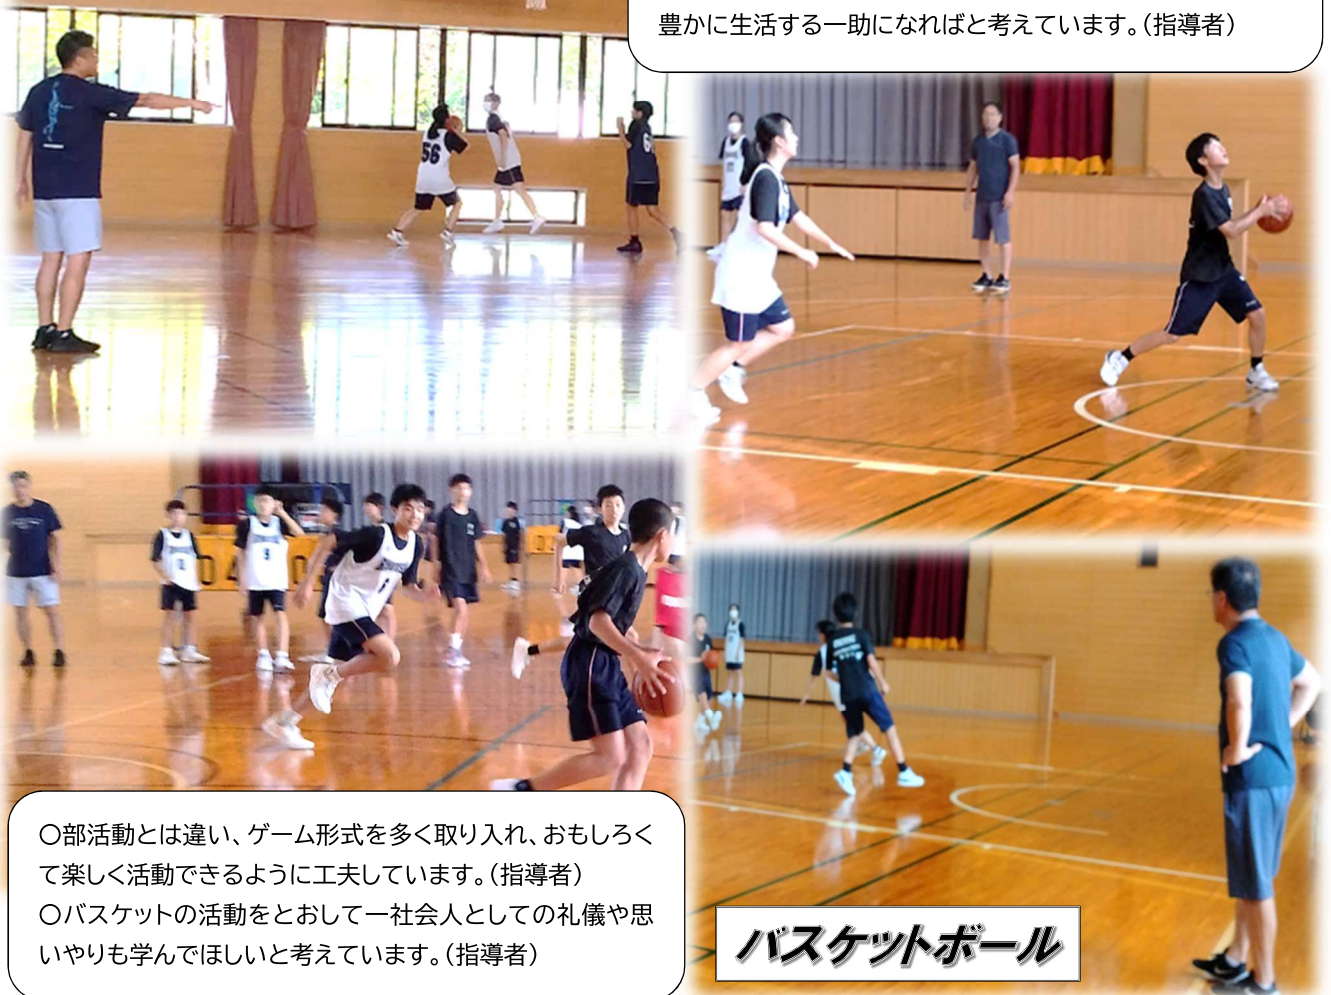 豊かに生活する一助になればと考えています。（指導者）
56
〇部活動とは違い、ゲーム形式を多く取り入れ、おもしろく
て楽しく活動できるように工夫しています。（指導者）
〇バスケットの活動をとおして一社会人としての礼儀や思
いやりも学んでほしいと考えています。（指導者）
バスケットボール